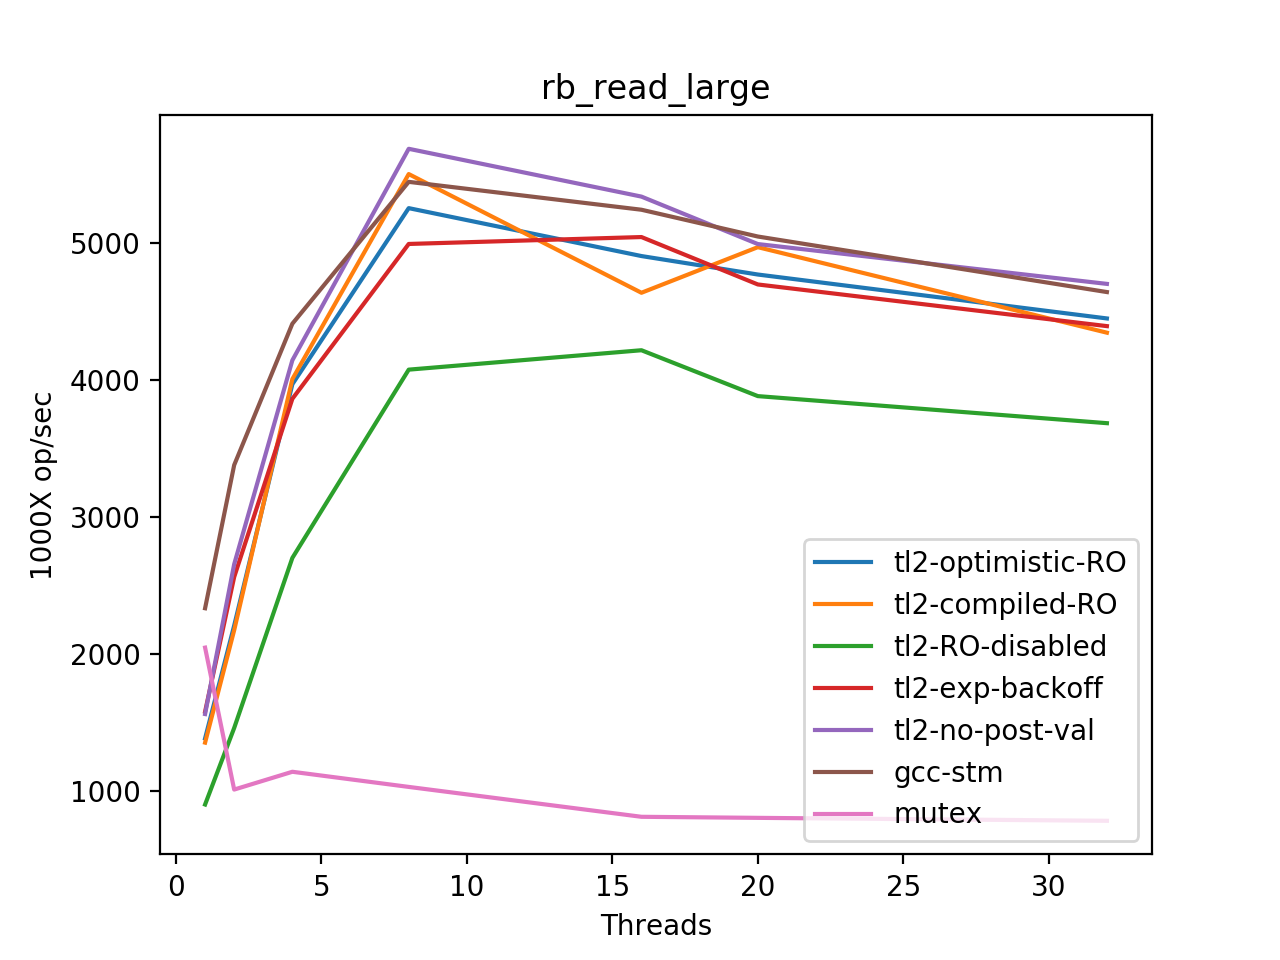 rb_read_large
1000X op/sec
5000
4000
3000
2000
1000
tl2-optimistic-RO
tl2-compiled-RO
tl2-RO-disabled
tl2-exp-backoff
tl2-no-post-val
gcc-stm
mutex
0 5 10 15 20 25 30
Threads